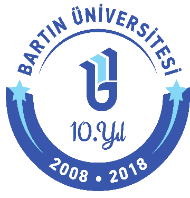 BARTIN ÜNİVERSİTESİ
10.Yıl
2008 • 2018